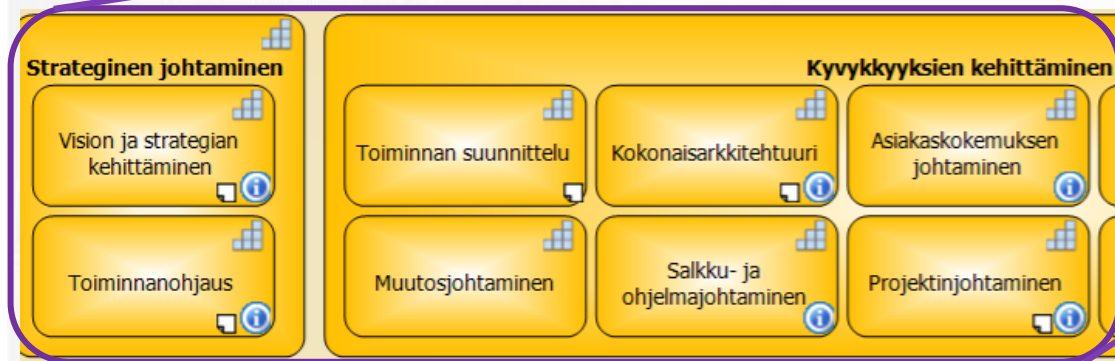 Strateginen johtaminen
Vision ja strategian
kehittäminen
Toiminnanohjaus
Kyvykkyyksien kehittäminen
Toiminnan suunnittelu
Kokonaisarkkitehtuuri
Asiakaskokemuksen
johtaminen
Muutosjohtaminen
Salkku- ja
ohjelmajohtaminen
Projektinjohtaminen